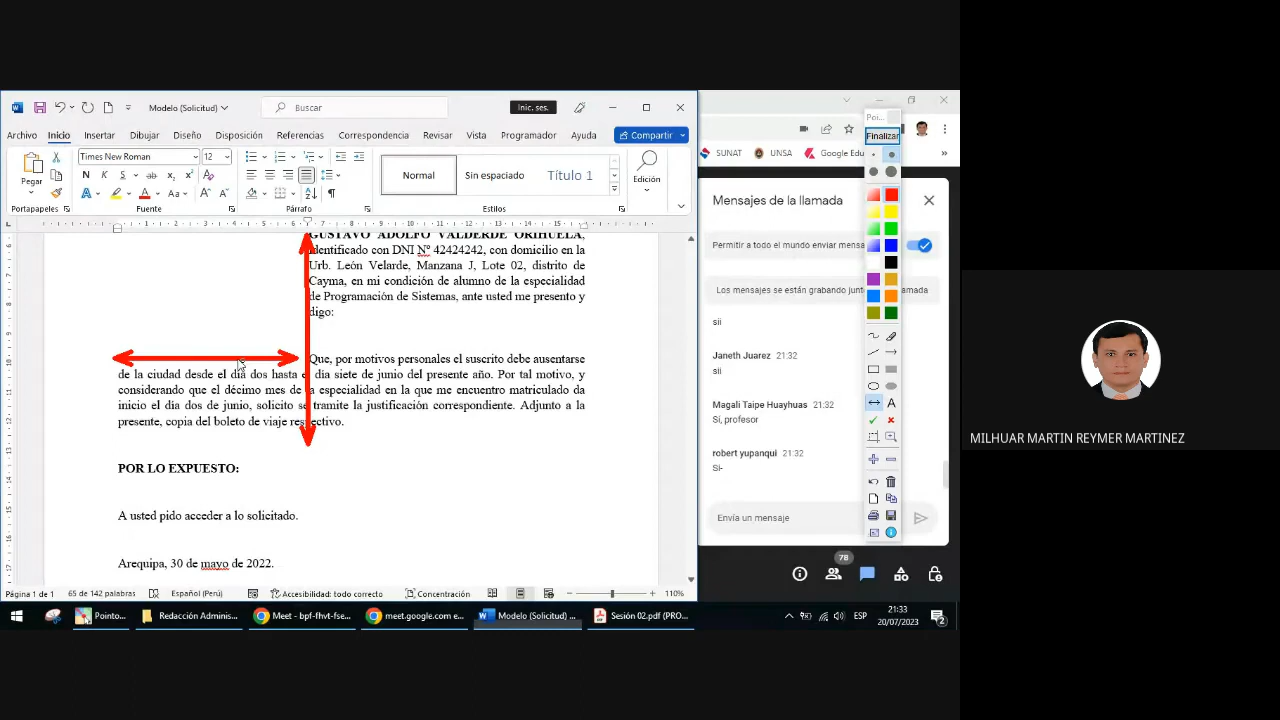 Modelo (Solicitud)
Buscar
Inic. ses.
Archivo Inicio Insertar Dibujar Diseño Disposición Referencias Correspondencia Revisar Vista Programador Ayuda Compartir
Pegar
Times New Roman 12
N K S ab x₂ x²
Normal
Sin espaciado
Título 1
Edición
Portapapeles Fuente Párrafo Estilos
GUSTAVO ADOLFO VALDERDE ORIHUELA,
identificado con DNI Nº 42424242, con domicilio en la
Urb. León Velarde, Manzana J, Lote 02, distrito de
Cayma, en mi condición de alumno de la especialidad
de Programación de Sistemas, ante usted me presento y
digo:
Que, por motivos personales el suscrito debe ausentarse
de la ciudad desde el día dos hasta el día siete de junio del presente año. Por tal motivo, y
considerando que el décimo mes de la especialidad en la que me encuentro matriculado da
inicio el día dos de junio, solicito se tramite la justificación correspondiente. Adjunto a la
presente, copia del boleto de viaje respectivo.
POR LO EXPUESTO:
A usted pido acceder a lo solicitado.
Arequipa, 30 de mayo de 2022.
Página 1 de 1 65 de 142 palabras Español (Perú) Accesibilidad: todo correcto Concentración 110%
SUNAT UNSA Google Edu
Mensajes de la llamada
Permitir a todo el mundo enviar mensa
Los mensajes se están grabando junt lamada
sii
Janeth Juarez 21:32
sii
Magali Taipe Huayhuas 21:32
Si, profesor
robert yupanqui 21:32
Si-
Envía un mensaje
78
Poi...
Finalizar
A
MILHUAR MARTIN REYMER MARTINEZ
Pointo... Redacción Adminis... Meet - bpf-fhvt-fse... meet.google.com e... Modelo (Solicitud) ... Sesión 02.pdf (PRO... ESP
21:33
20/07/2023
2